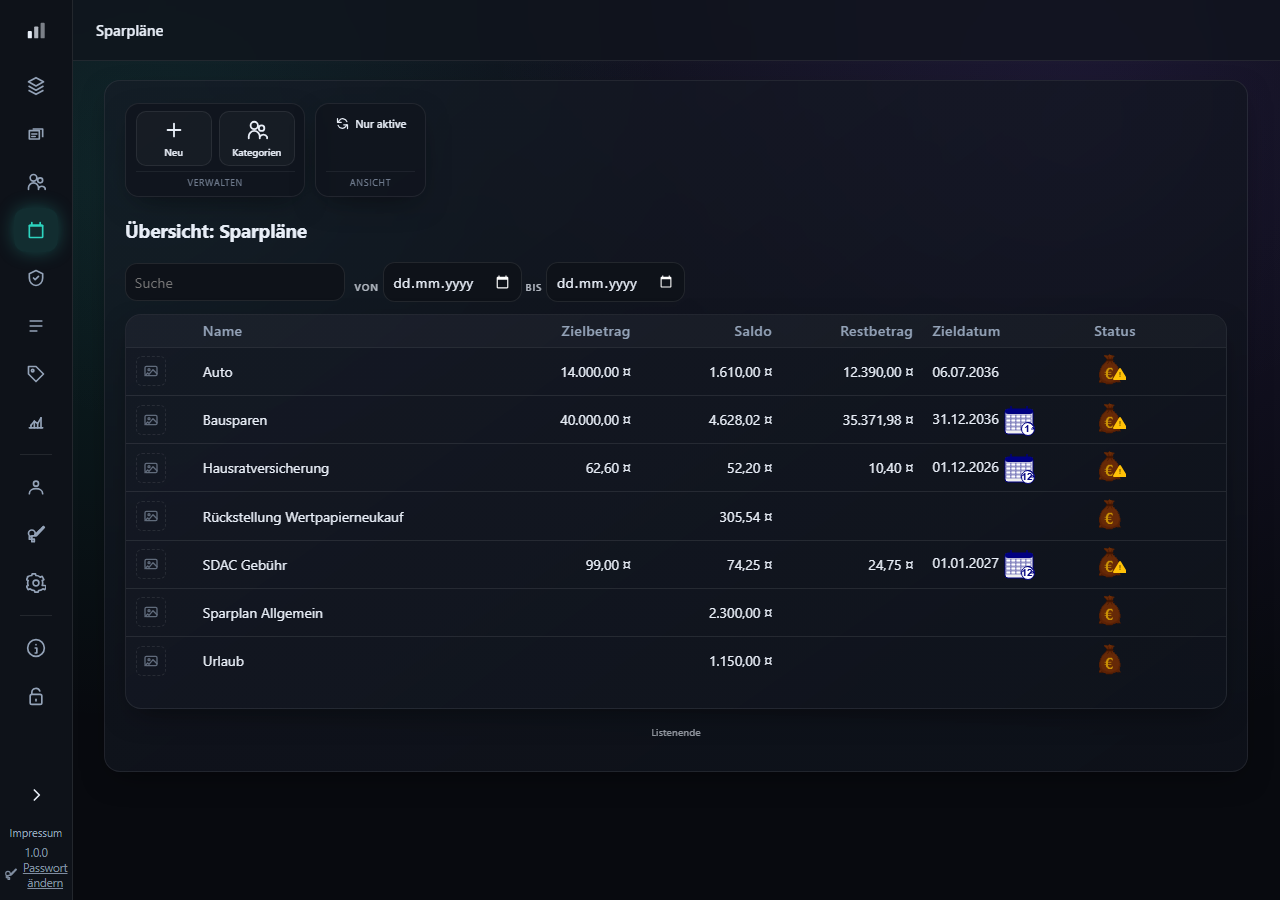 Sparpläne
Neu
Kategorien
VERWALTEN
Nur aktive
ANSICHT
Übersicht: Sparpläne
Suche VON dd.mm.yyyy BIS dd.mm.yyyy
Name Zielbetrag Saldo Restbetrag Zieldatum Status
Auto 14.000,00 ¤ 1.610,00 ¤ 12.390,00 ¤ 06.07.2036 €
Bausparen 40.000,00 ¤ 4.628,02 ¤ 35.371,98 ¤ 31.12.2036 1 €
Hausratversicherung 62,60 ¤ 52,20 ¤ 10,40 ¤ 01.12.2026 12 €
Rückstellung Wertpapierneukauf 305,54 ¤ €
SDAC Gebühr 99,00 ¤ 74,25 ¤ 24,75 ¤ 01.01.2027 12 €
Sparplan Allgemein 2.300,00 ¤ €
Urlaub 1.150,00 ¤ €
Listenende
Impressum
1.0.0
Passwort
ändern